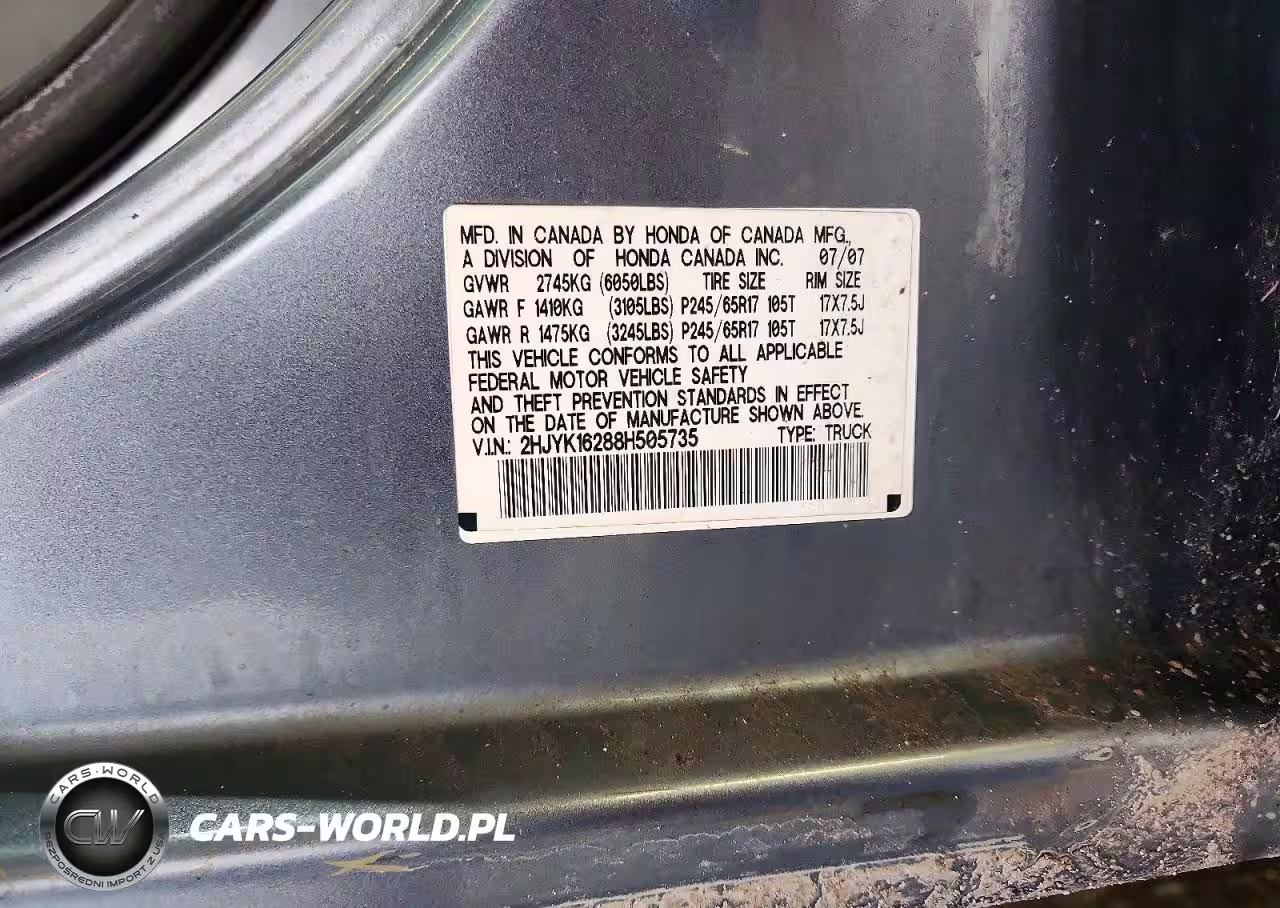 MFD. IN CANADA BY HONDA OF CANADA MFG.,
A DIVISION OF HONDA CANADA INC. 07/07
GVWR 2745KG (6050LBS) TIRE SIZE RIM SIZE
GAWR F 1410KG (3105LBS) P245/65R17 105T 17X7.5J
GAWR R 1475KG (3245LBS) P245/65R17 105T 17X7.5J
THIS VEHICLE CONFORMS TO ALL APPLICABLE
FEDERAL MOTOR VEHICLE SAFETY
AND THEFT PREVENTION STANDARDS IN EFFECT
ON THE DATE OF MANUFACTURE SHOWN ABOVE.
V.I.N.: 2HJYK16288H505735 TYPE: TRUCK
CARS-WORLD
CW
BEZPOŚREDNI IMPORT Z USA
CARS-WORLD.PL